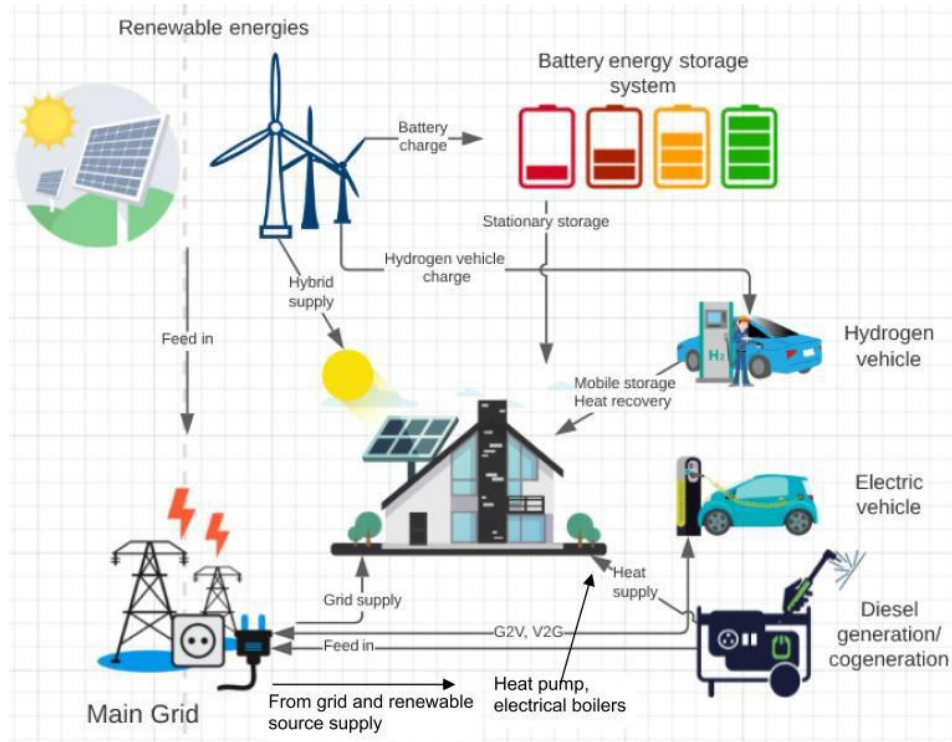 Renewable energies
Battery energy storage
system
Battery
charge
Stationary storage
Hydrogen vehicle
charge
Hybrid
supply
Feed in
H2
Hydrogen
vehicle
Mobile storage
Heat recovery
Electric
vehicle
Heat
supply
Grid supply
G2V, V2G
Feed in
Diesel
generation/
cogeneration
Main Grid
From grid and renewable
source supply
Heat pump,
electrical boilers